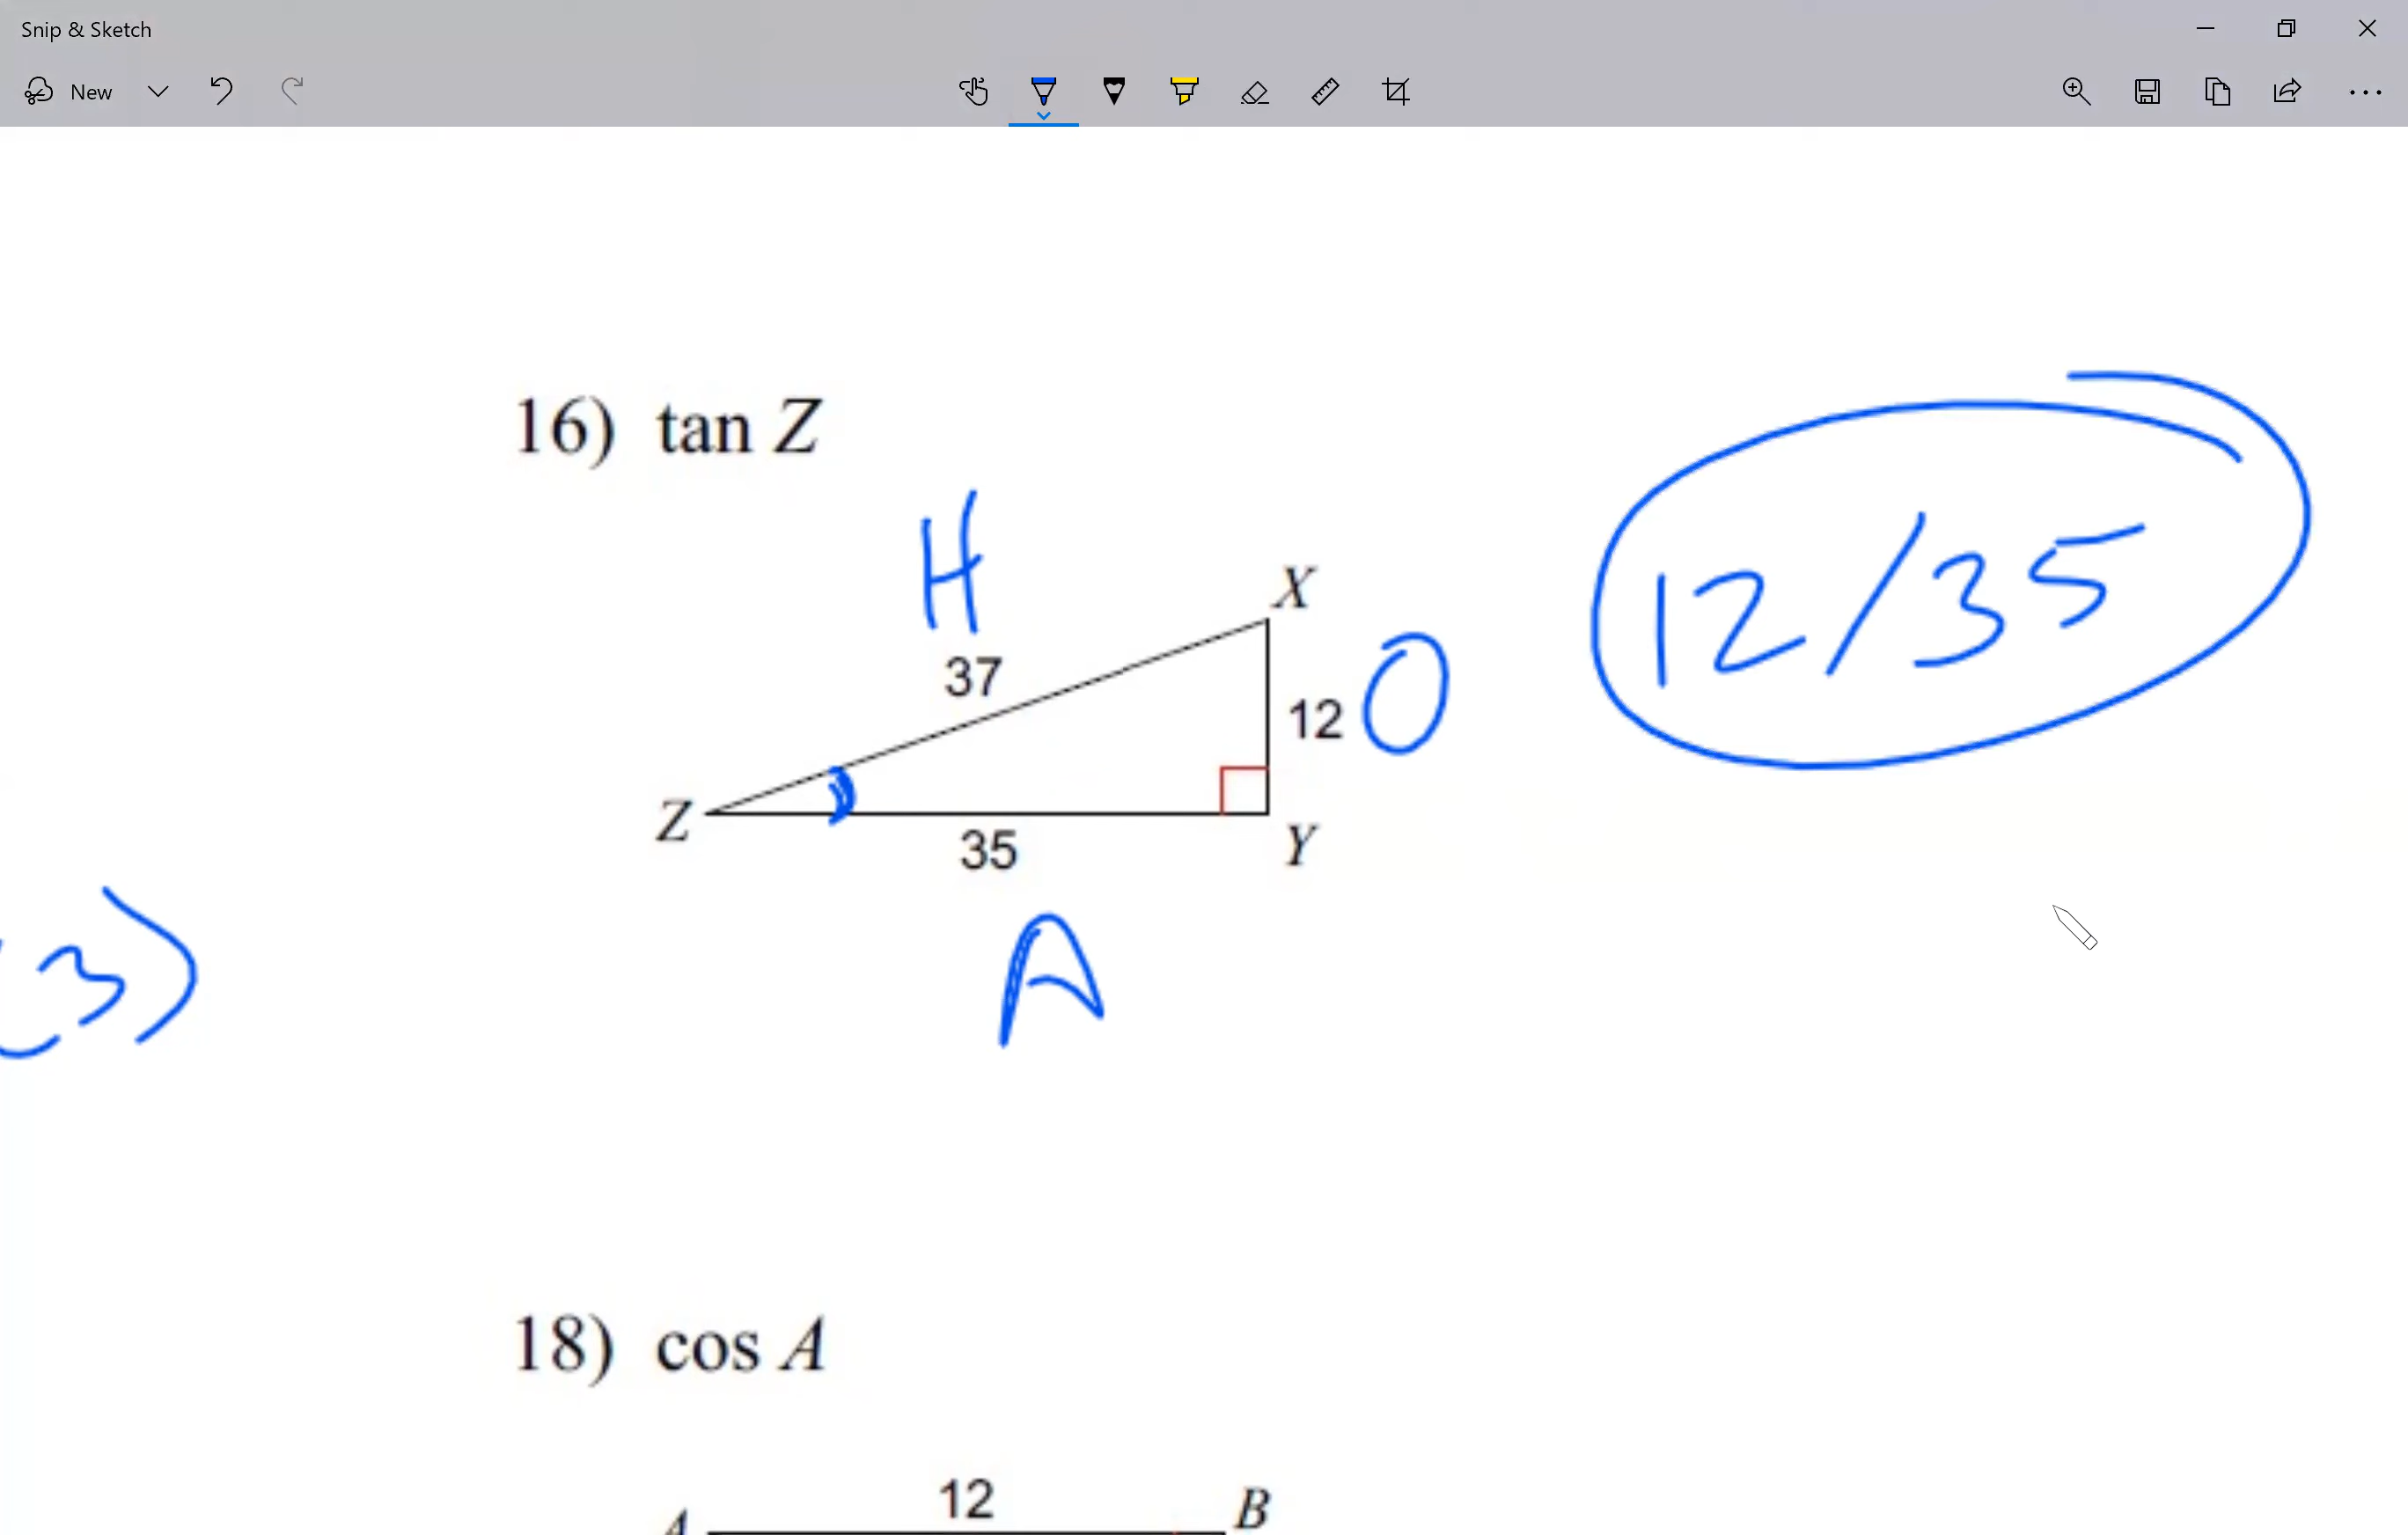 Snip & Sketch
New
16) tan Z
H
X
37
12
O
12/35
Z
35
Y
3)
A
18) cos A
12
A
B